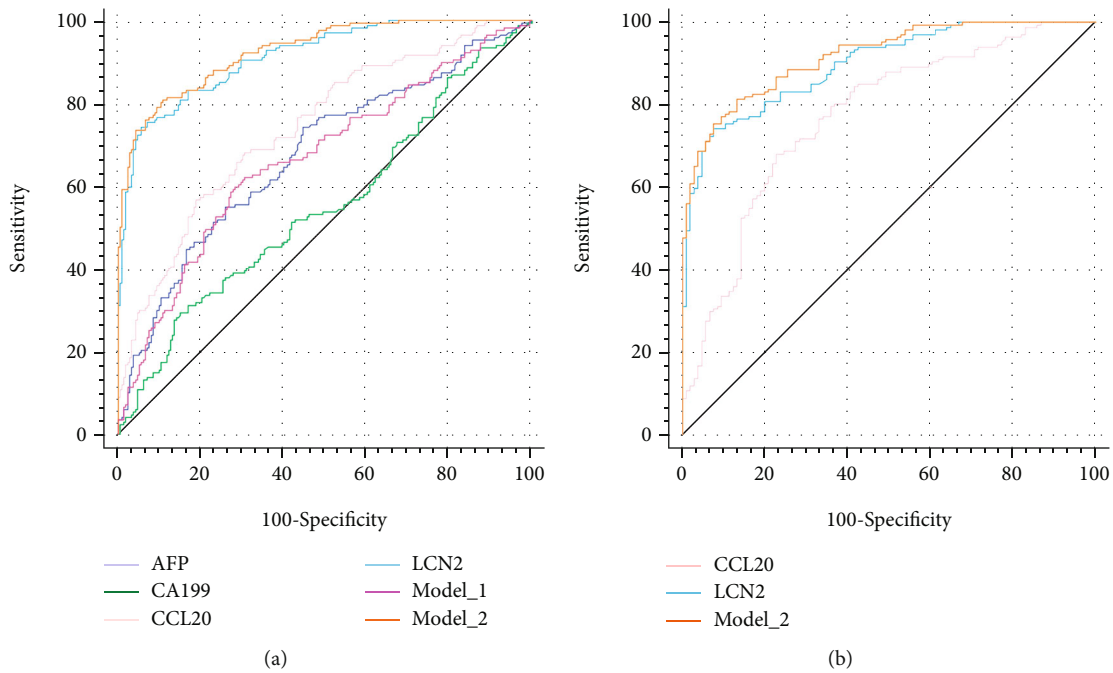 100
80
60
40
20
0
Sensitivity
0 20 40 60 80 100
100-Specificity
AFP
CA199
CCL20
LCN2
Model_1
Model_2
(a)
100
80
60
40
20
0
Sensitivity
0 20 40 60 80 100
100-Specificity
CCL20
LCN2
Model_2
(b)